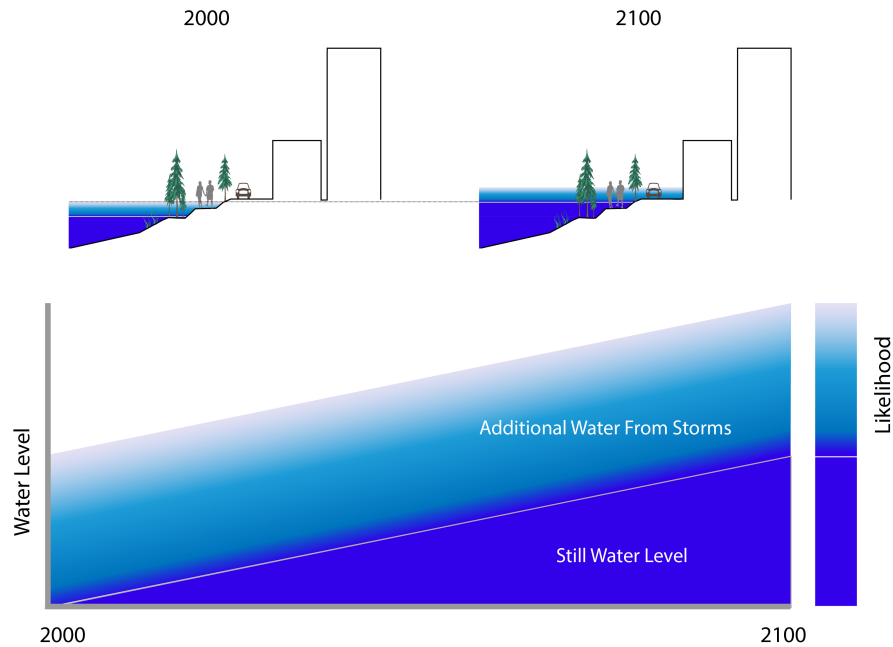 2000
2100
Additional Water From Storms
Still Water Level
Water Level
Likelihood
2000
2100